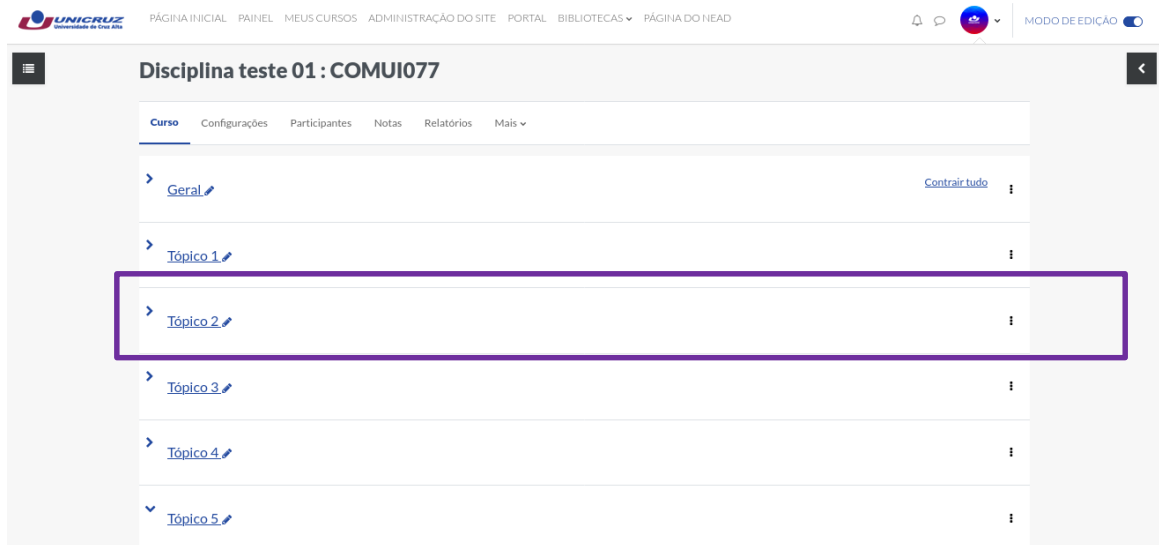 UNICRUZ
Universidade de Cruz Alta
PÁGINA INICIAL PAINEL MEUS CURSOS ADMINISTRAÇÃO DO SITE PORTAL BIBLIOTECAS PÁGINA DO NEAD
MODO DE EDIÇÃO
Disciplina teste 01 : COMUI077
Curso Configurações Participantes Notas Relatórios Mais
Geral
Contrair tudo
Tópico 1
Tópico 2
Tópico 3
Tópico 4
Tópico 5